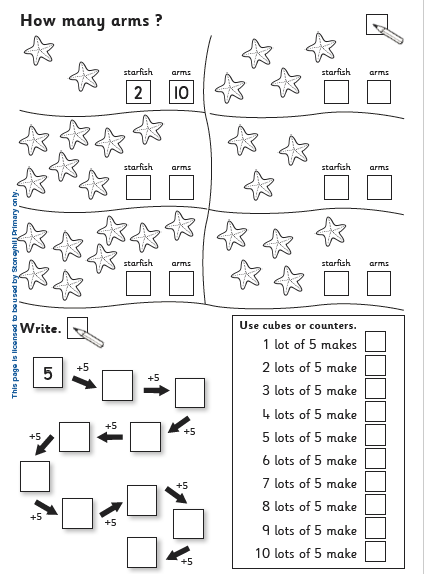 How many arms ?
starfish arms
2 10
starfish arms
starfish arms
starfish arms
starfish arms
starfish arms
This page is licensed to be used by Stoneyhill Primary only.
Write.
5
+5
+5
+5
+5
+5
+5
+5
+5
+5
Use cubes or counters.
1 lot of 5 makes
2 lots of 5 make
3 lots of 5 make
4 lots of 5 make
5 lots of 5 make
6 lots of 5 make
7 lots of 5 make
8 lots of 5 make
9 lots of 5 make
10 lots of 5 make